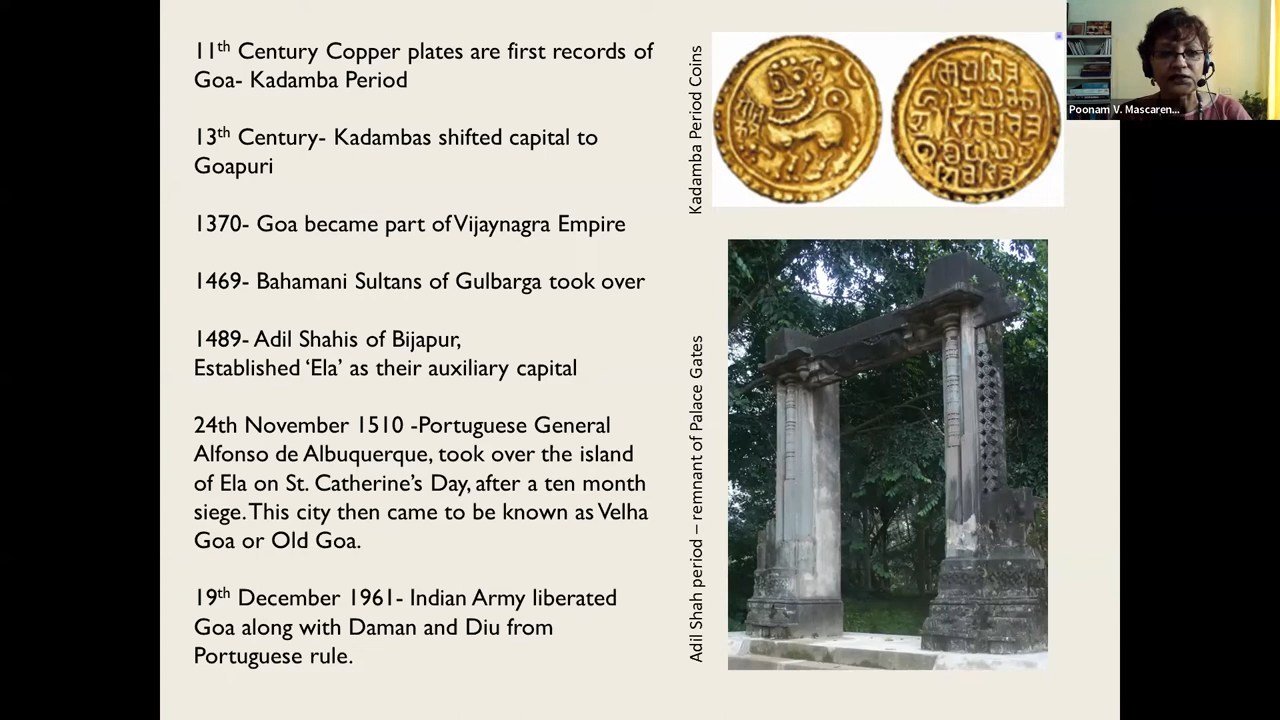 11th Century Copper plates are first records of
Goa- Kadamba Period
13th Century- Kadambas shifted capital to
Goapuri
1370- Goa became part of Vijaynagra Empire
1469- Bahamani Sultans of Gulbarga took over
1489- Adil Shahis of Bijapur,
Established ‘Ela’ as their auxiliary capital
24th November 1510 -Portuguese General
Alfonso de Albuquerque, took over the island
of Ela on St. Catherine’s Day, after a ten month
siege. This city then came to be known as Velha
Goa or Old Goa.
19th December 1961- Indian Army liberated
Goa along with Daman and Diu from
Portuguese rule.
Kadamba Period Coins
Adil Shah period – remnant of Palace Gates
Poonam V. Mascaren...